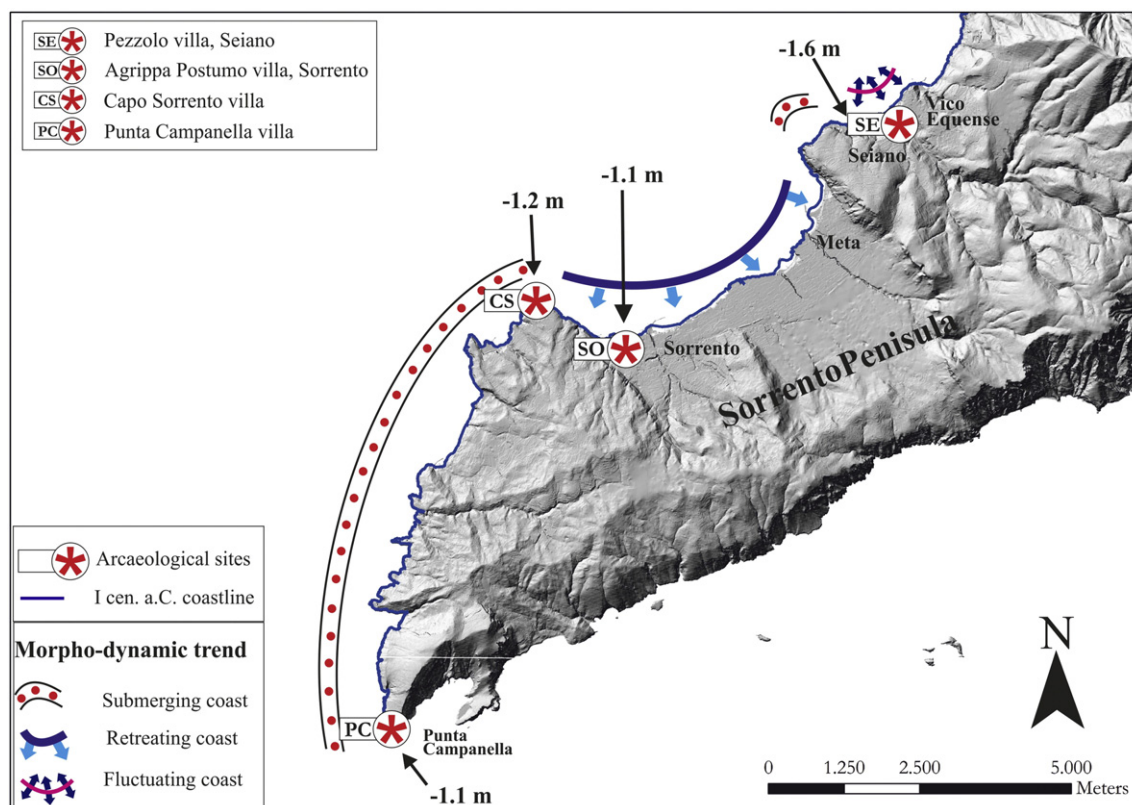 SE Pezzolo villa, Seiano
SO Agrippa Postumo villa, Sorrento
CS Capo Sorrento villa
PC Punta Campanella villa
-1.6 m
Vico
Equense
SE
Seiano
-1.1 m
-1.2 m
Meta
CS
SO
Sorrento
Sorrento Penisula
Arcaeological sites
I cen. a.C. coastline
Morpho-dynamic trend
Submerging coast
Retreating coast
Fluctuating coast
PC
Punta
Campanella
-1.1 m
N
0 1.250 2.500 5.000
Meters